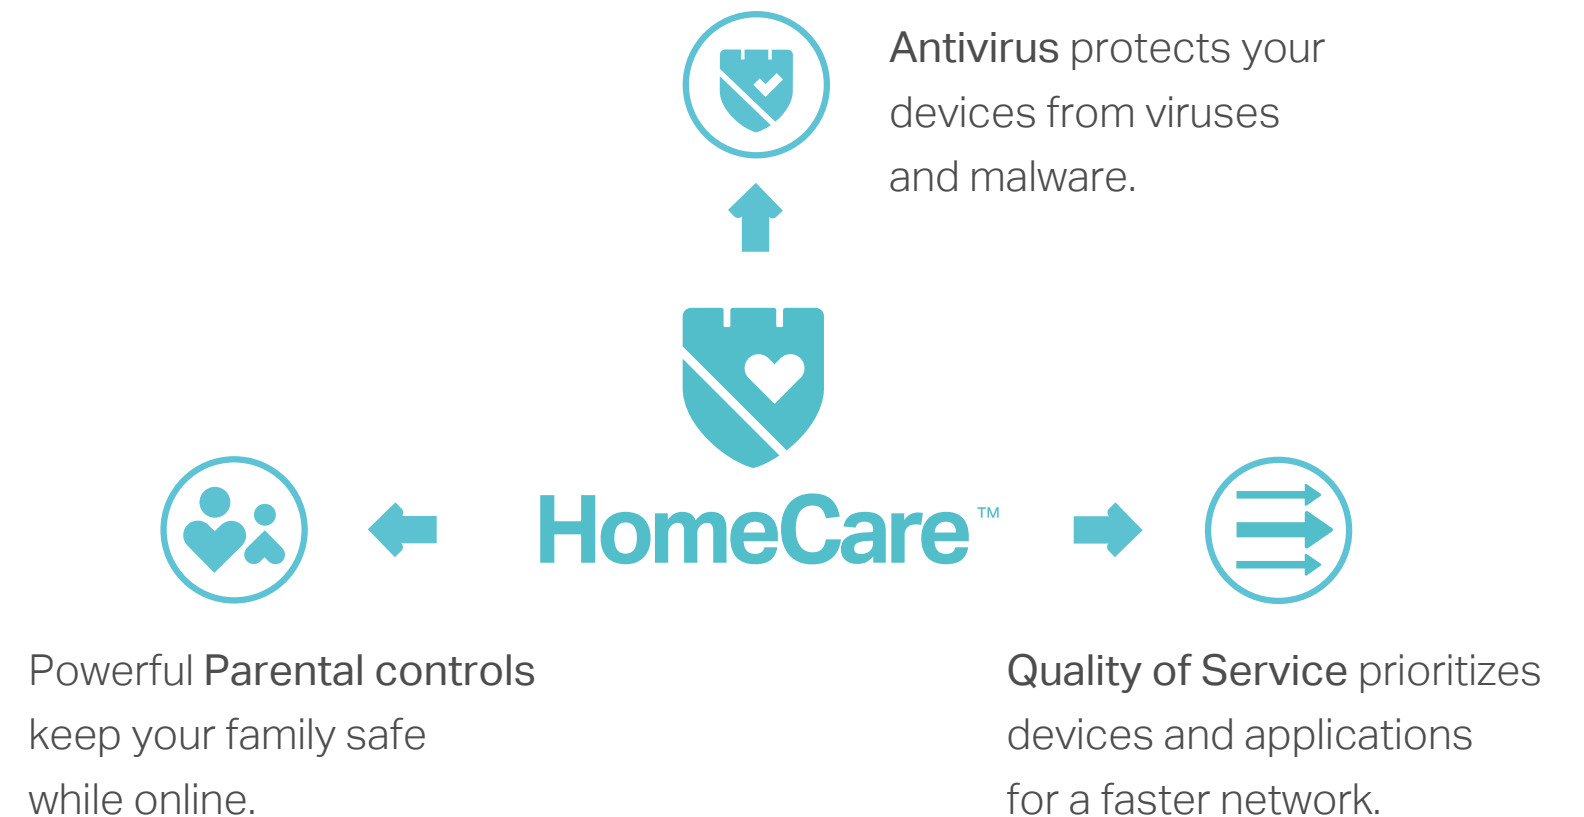 Antivirus protects your
devices from viruses
and malware.
HomeCare™
Powerful Parental controls
keep your family safe
while online.
Quality of Service prioritizes
devices and applications
for a faster network.